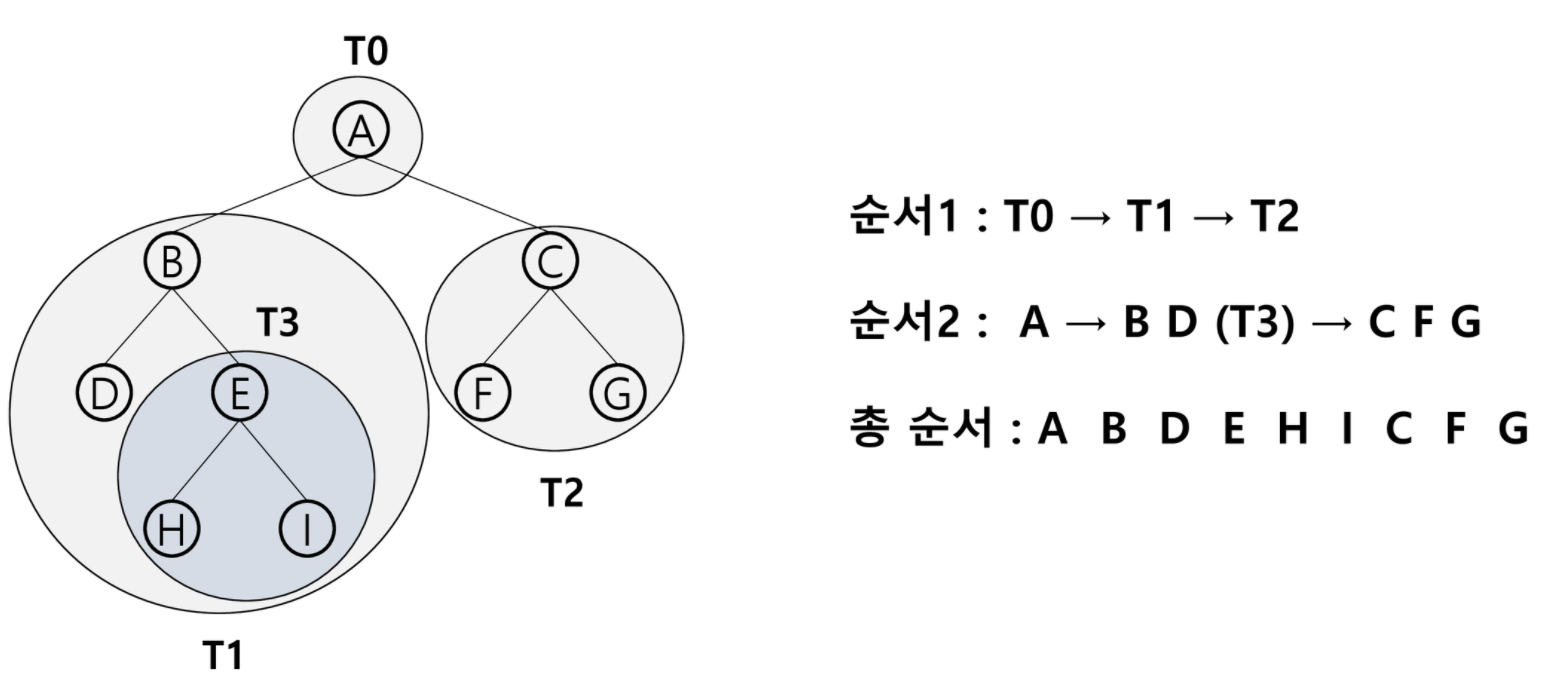 T0
A
B
C
T3
D
E
F
G
H
I
T2
T1
순서1 : T0 → T1 → T2
순서2 : A → B D (T3) → C F G
총 순서 : A B D E H I C F G